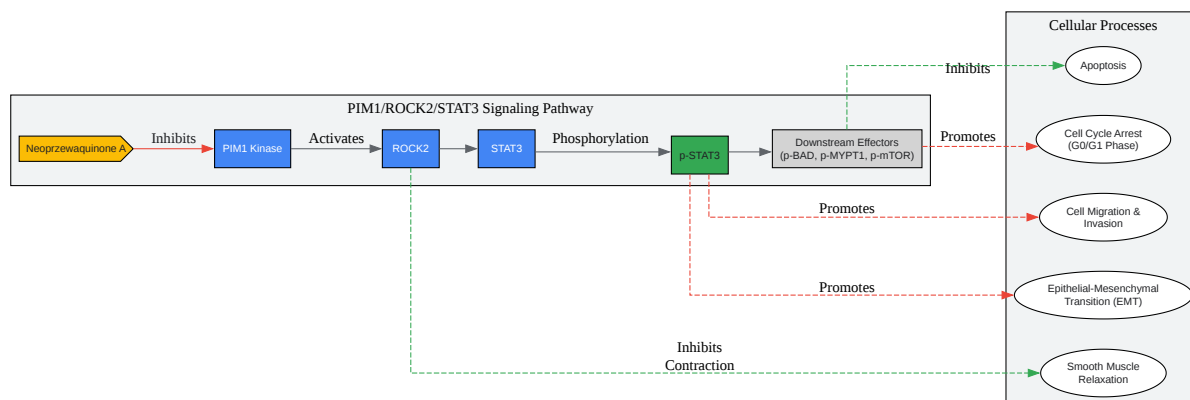 Cellular Processes
Inhibits
Apoptosis
PIM1/ROCK2/STAT3 Signaling Pathway
Neoprzewaquinone A
Inhibits
PIM1 Kinase
Activates
ROCK2
STAT3
Phosphorylation
p-STAT3
Downstream Effectors
(p-BAD, p-MYPT1, p-mTOR)
Promotes
Cell Cycle Arrest
(G0/G1 Phase)
Promotes
Cell Migration &
Invasion
Promotes
Epithelial-Mesenchymal
Transition (EMT)
Inhibits
Contraction
Smooth Muscle
Relaxation